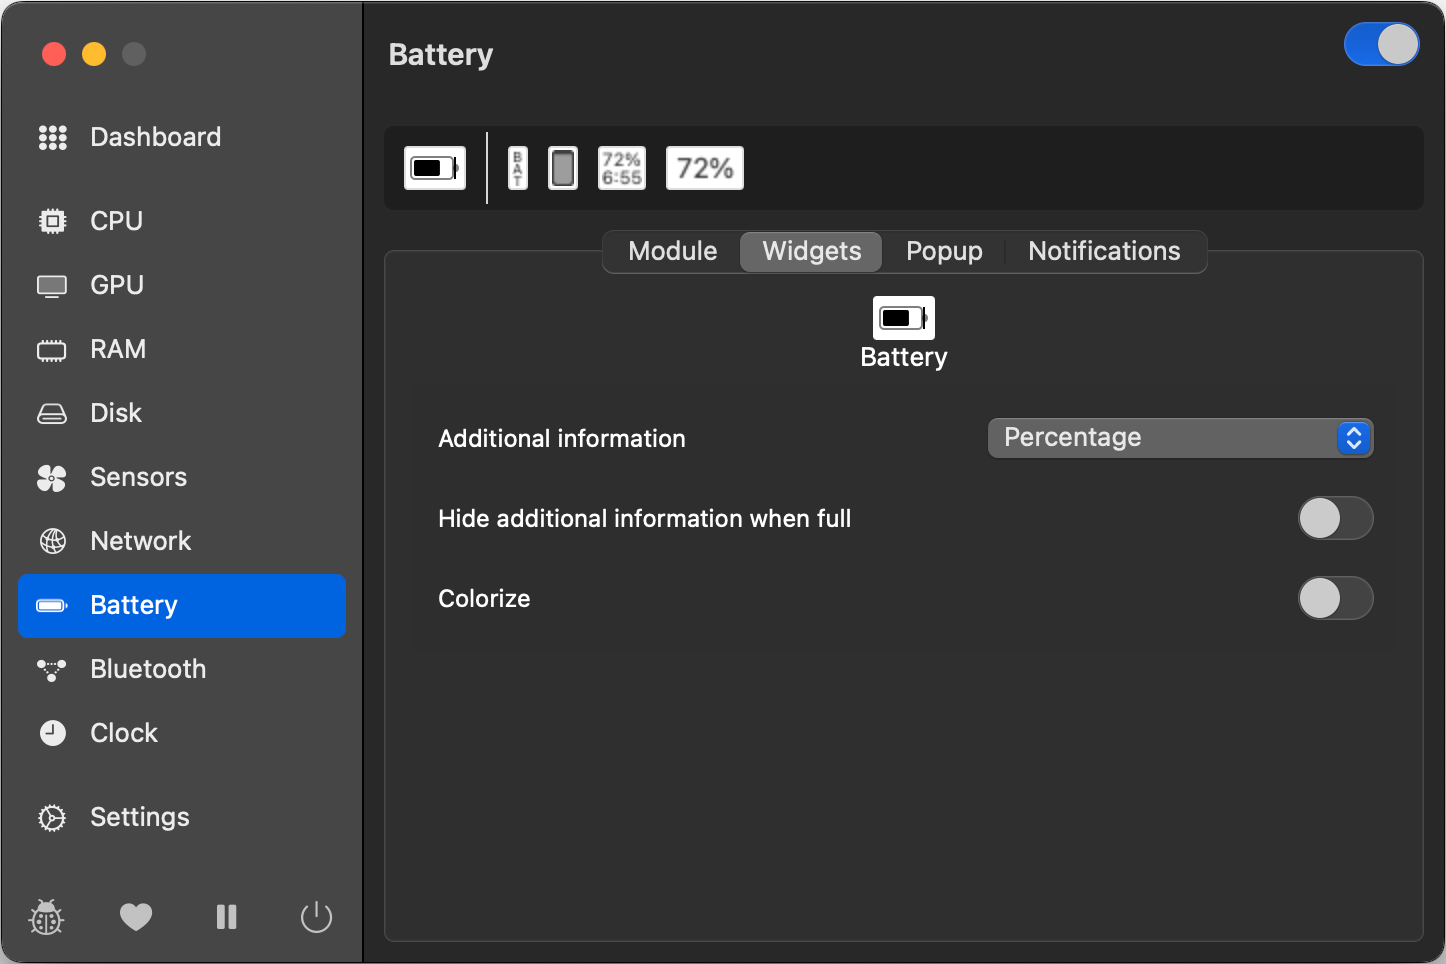 Battery
Dashboard
CPU
GPU
RAM
Disk
Sensors
Network
Battery
Bluetooth
Clock
Settings
BAT
72%
6:55
72%
Module
Widgets
Popup
Notifications
Battery
Additional information
Percentage
Hide additional information when full
Colorize